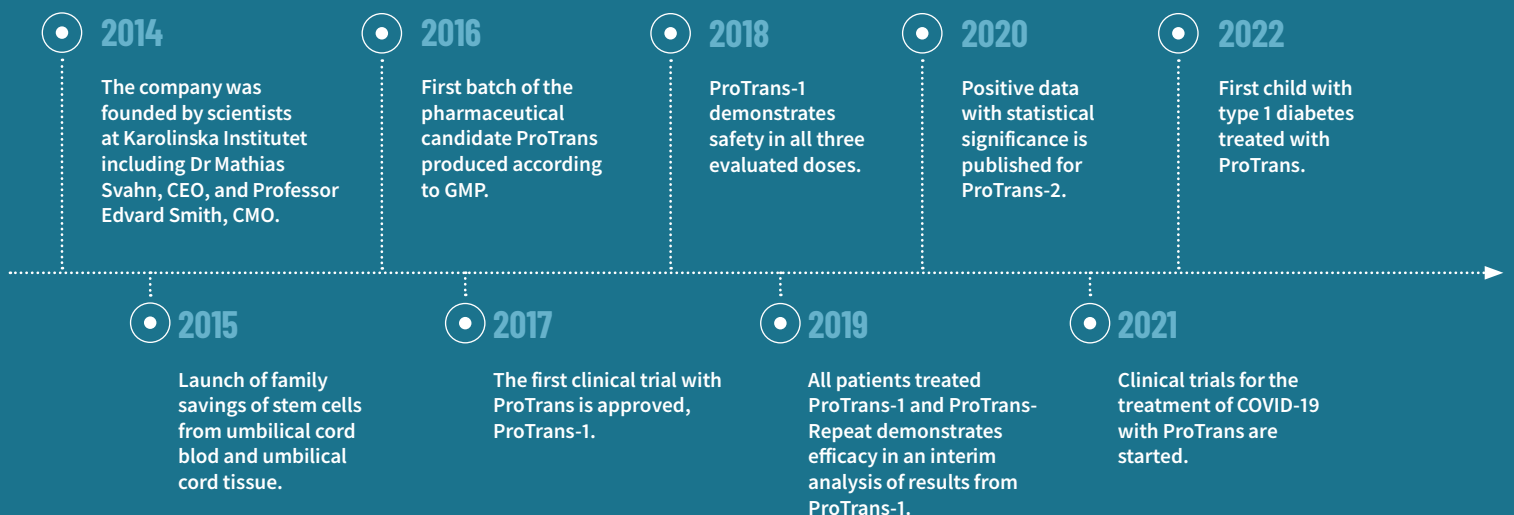 2014
The company was
founded by scientists
at Karolinska Institutet
including Dr Mathias
Svahn, CEO, and Professor
Edvard Smith, CMO.
2016
First batch of the
pharmaceutical
candidate ProTrans
produced according
to GMP.
2018
ProTrans-1
demonstrates
safety in all three
evaluated doses.
2020
Positive data
with statistical
significance is
published for
ProTrans-2.
2022
First child with
type 1 diabetes
treated with
ProTrans.
2015
Launch of family
savings of stem cells
from umbilical cord
blod and umbilical
cord tissue.
2017
The first clinical trial with
ProTrans is approved,
ProTrans-1.
2019
All patients treated
ProTrans-1 and ProTrans-
Repeat demonstrates
efficacy in an interim
analysis of results from
ProTrans-1.
2021
Clinical trials for the
treatment of COVID-19
with ProTrans are
started.